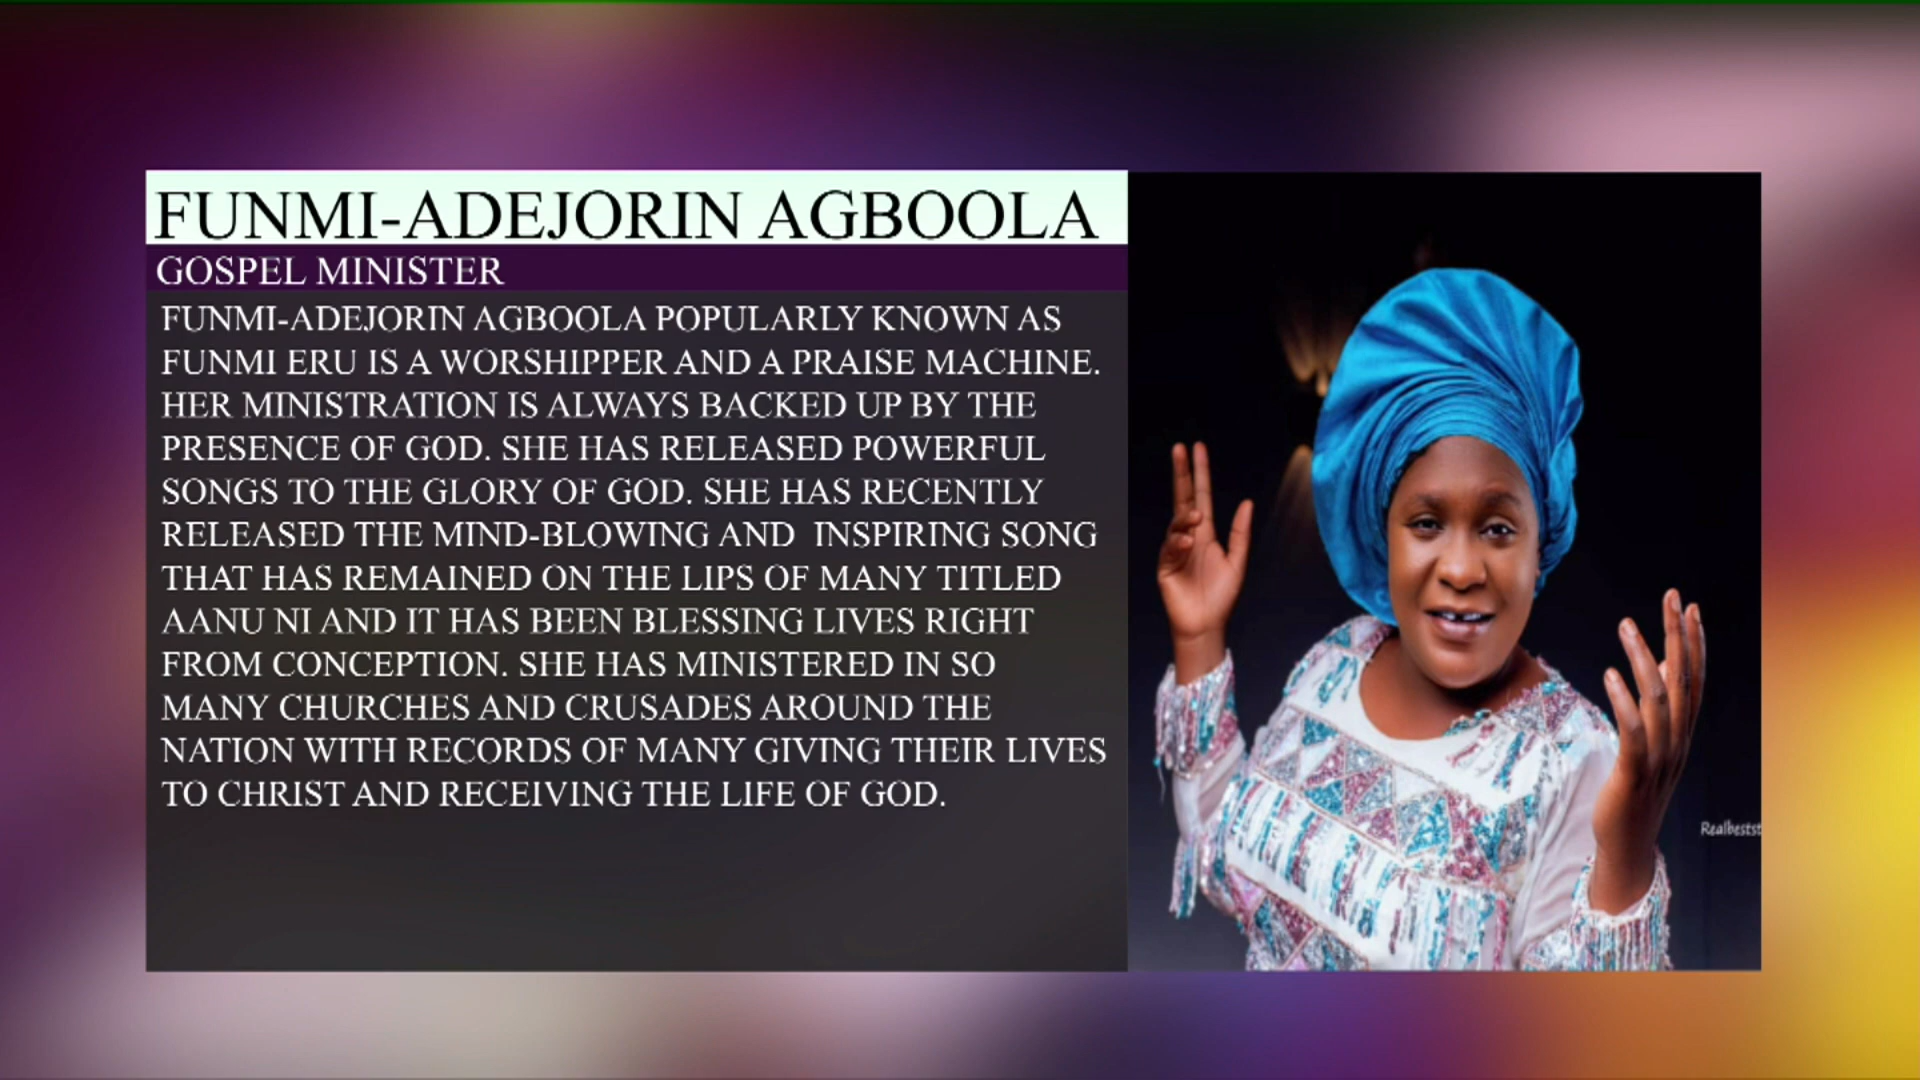 FUNMI-ADEJORIN AGBOOLA
GOSPEL MINISTER
FUNMI-ADEJORIN AGBOOLA POPULARLY KNOWN AS
FUNMI ERU IS A WORSHIPPER AND A PRAISE MACHINE.
HER MINISTRATION IS ALWAYS BACKED UP BY THE
PRESENCE OF GOD. SHE HAS RELEASED POWERFUL
SONGS TO THE GLORY OF GOD. SHE HAS RECENTLY
RELEASED THE MIND-BLOWING AND  INSPIRING SONG
THAT HAS REMAINED ON THE LIPS OF MANY TITLED
AANU NI AND IT HAS BEEN BLESSING LIVES RIGHT
FROM CONCEPTION. SHE HAS MINISTERED IN SO
MANY CHURCHES AND CRUSADES AROUND THE
NATION WITH RECORDS OF MANY GIVING THEIR LIVES
TO CHRIST AND RECEIVING THE LIFE OF GOD.
Realbestst